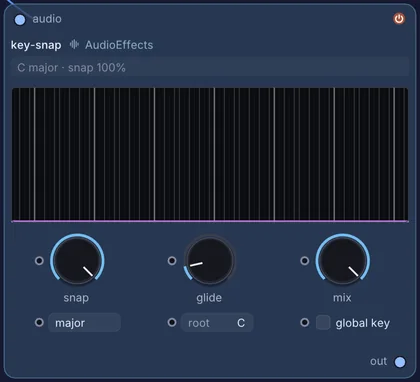 audio
key-snap AudioEffects
C major · snap 100%
snap glide mix
major root C global key
out